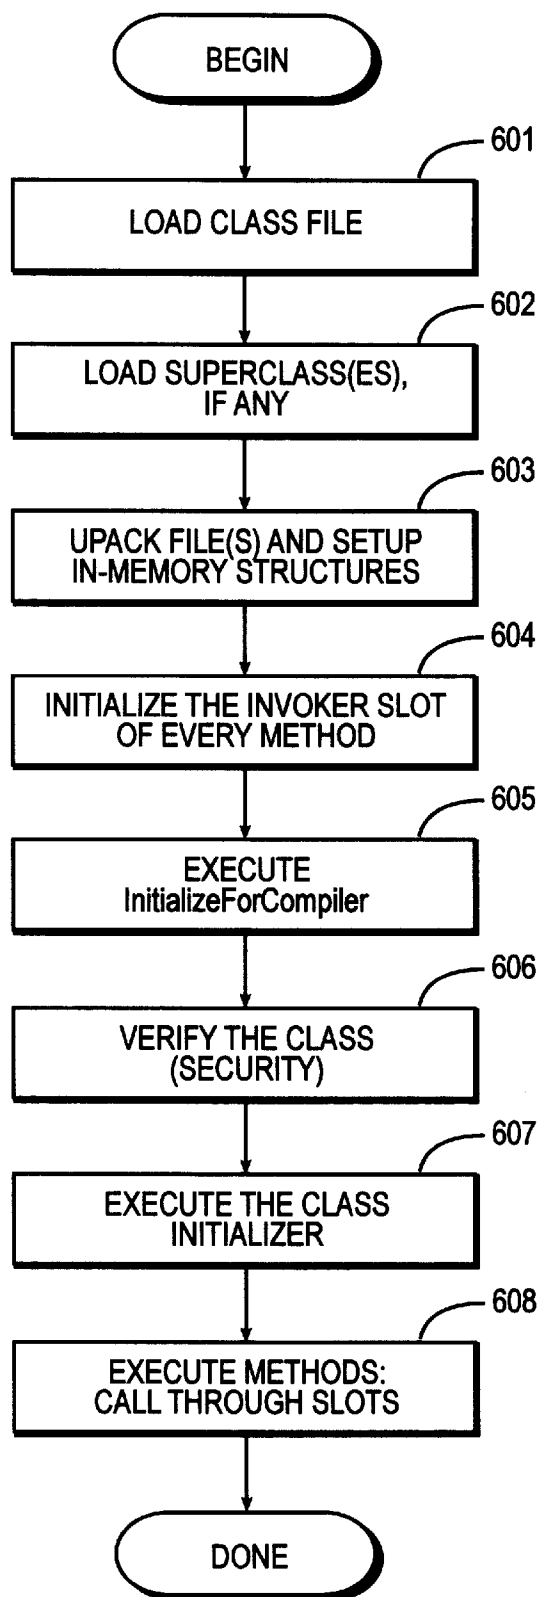 BEGIN
601
LOAD CLASS FILE
602
LOAD SUPERCLASS(ES),
IF ANY
603
UPACK FILE(S) AND SETUP
IN-MEMORY STRUCTURES
604
INITIALIZE THE INVOKER SLOT
OF EVERY METHOD
605
EXECUTE
InitializeForCompiler
606
VERIFY THE CLASS
(SECURITY)
607
EXECUTE THE CLASS
INITIALIZER
608
EXECUTE METHODS:
CALL THROUGH SLOTS
DONE